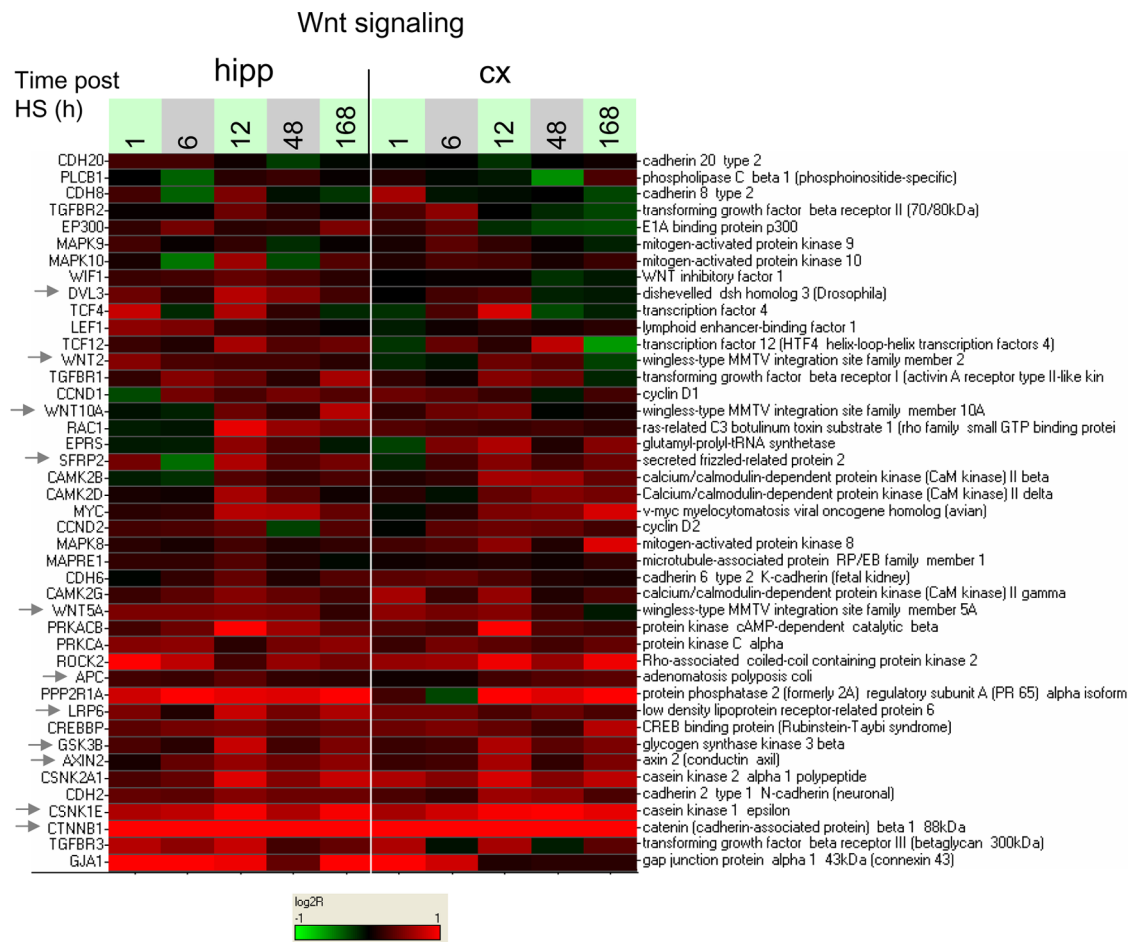 Wnt signaling
hipp cx
Time post
HS (h)
1 6 12 48 168 1 6 12 48 168
CDH20 cadherin 20 type 2
PLCB1 phospholipase C beta 1 (phosphoinositide-specific)
CDH8 cadherin 8 type 2
TGFBR2 transforming growth factor beta receptor II (70/80kDa)
EP300 E1A binding protein p300
MAPK9 mitogen-activated protein kinase 9
MAPK10 mitogen-activated protein kinase 10
WIF1 WNT inhibitory factor 1
DVL3 dishevelled dsh homolog 3 (Drosophila)
TCF4 transcription factor 4
LEF1 lymphoid enhancer-binding factor 1
TCF12 transcription factor 12 (HTF4 helix-loop-helix transcription factors 4)
WNT2 wingless-type MMTV integration site family member 2
TGFBR1 transforming growth factor beta receptor I (activin A receptor type II-like kin
CCND1 cyclin D1
WNT10A wingless-type MMTV integration site family member 10A
RAC1 ras-related C3 botulinum toxin substrate 1 (rho family small GTP binding protei
EPRS glutamyl-prolyl-tRNA synthetase
SFRP2 secreted frizzled-related protein 2
CAMK2B calcium/calmodulin-dependent protein kinase (CaM kinase) II beta
CAMK2D Calcium/calmodulin-dependent protein kinase (CaM kinase) II delta
MYC v-myc myelocytomatosis viral oncogene homolog (avian)
CCND2 cyclin D2
MAPK8 mitogen-activated protein kinase 8
MAPRE1 microtubule-associated protein RP/EB family member 1
CDH6 cadherin 6 type 2 K-cadherin (fetal kidney)
CAMK2G calcium/calmodulin-dependent protein kinase (CaM kinase) II gamma
WNT5A wingless-type MMTV integration site family member 5A
PRKACB protein kinase cAMP-dependent catalytic beta
PRKCA protein kinase C alpha
ROCK2 Rho-associated coiled-coil containing protein kinase 2
APC adenomatosis polyposis coli
PPP2R1A protein phosphatase 2 (formerly 2A) regulatory subunit A (PR 65) alpha isoform
LRP6 low density lipoprotein receptor-related protein 6
CREBBP CREB binding protein (Rubinstein-Taybi syndrome)
GSK3B glycogen synthase kinase 3 beta
AXIN2 axin 2 (conductin axil)
CSNK2A1 casein kinase 2 alpha 1 polypeptide
CDH2 cadherin 2 type 1 N-cadherin (neuronal)
CSNK1E casein kinase 1 epsilon
CTNNB1 catenin (cadherin-associated protein) beta 1 88kDa
TGFBR3 transforming growth factor beta receptor III (betaglycan 300kDa)
GJA1 gap junction protein alpha 1 43kDa (connexin 43)
log2R
-1 1